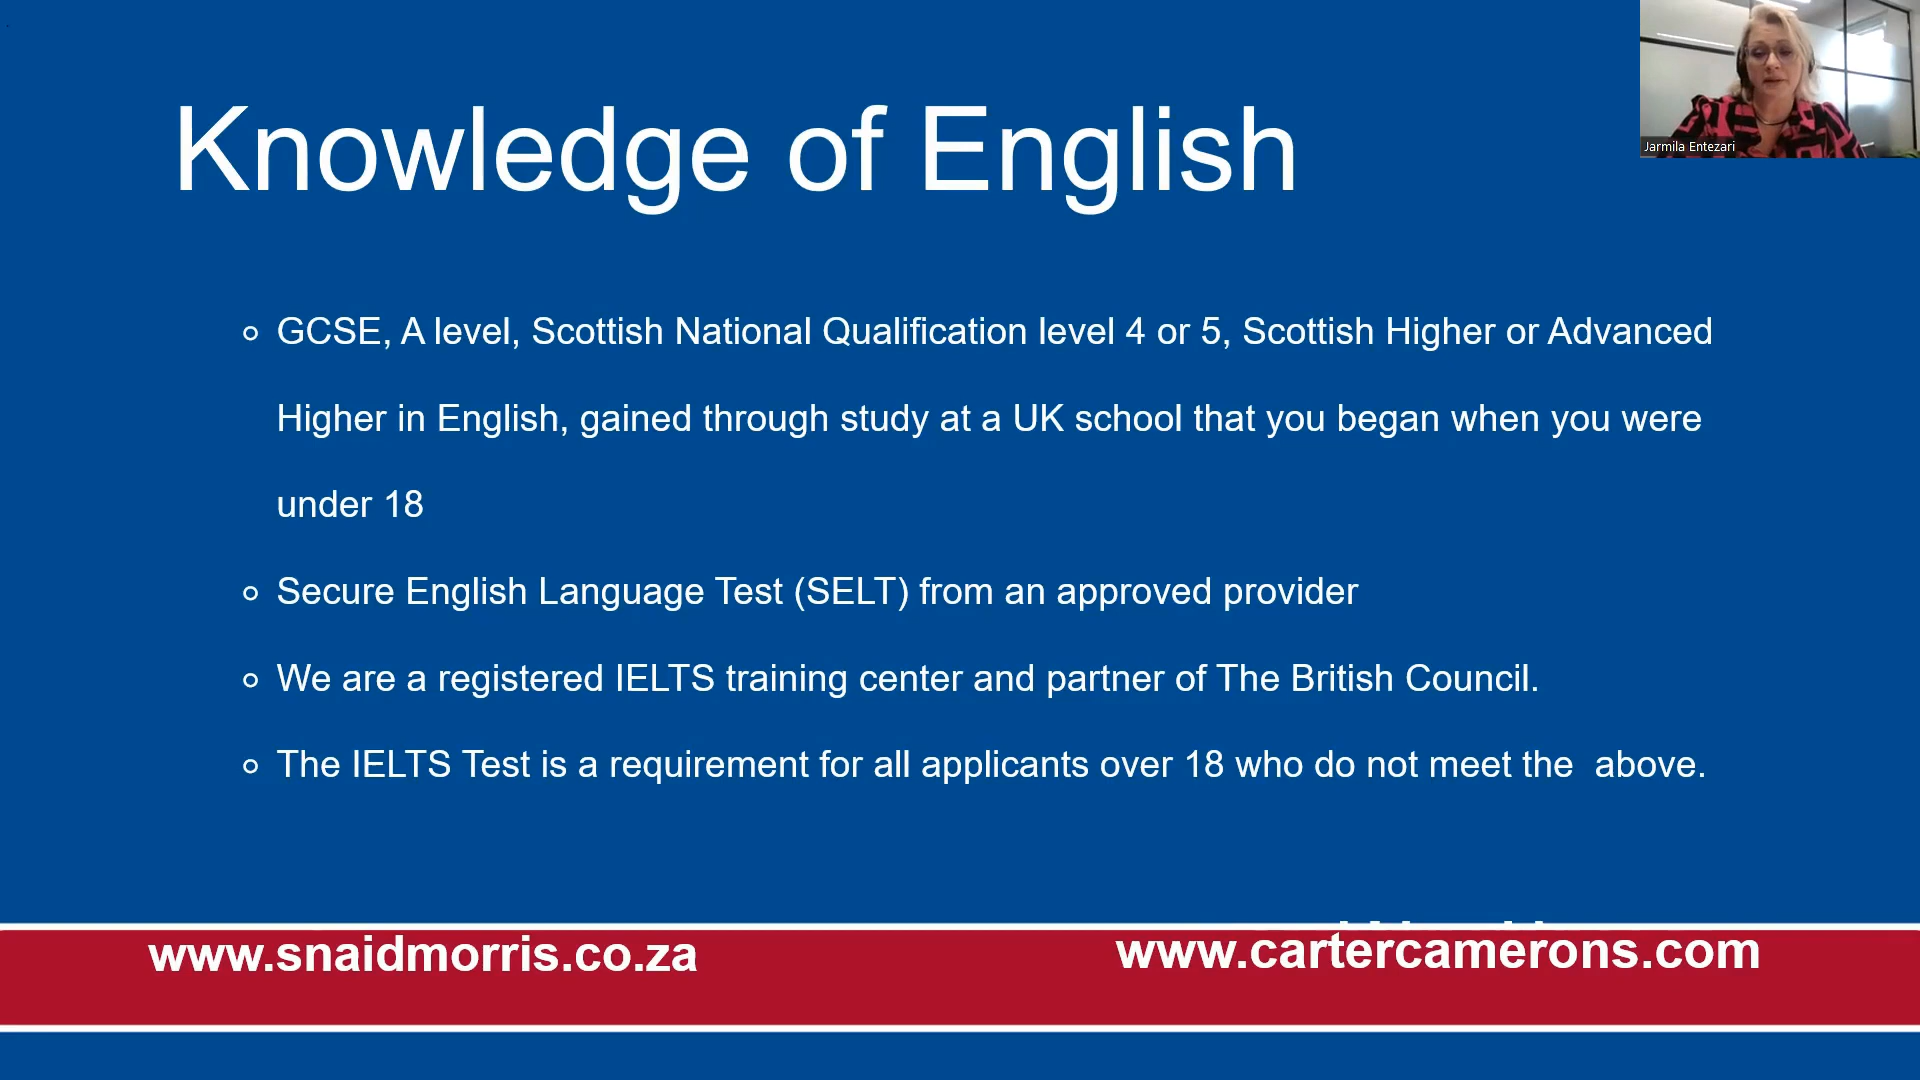 Knowledge of English
Jarmila Entezari
GCSE, A level, Scottish National Qualification level 4 or 5, Scottish Higher or Advanced
Higher in English, gained through study at a UK school that you began when you were
under 18
Secure English Language Test (SELT) from an approved provider
We are a registered IELTS training center and partner of The British Council.
The IELTS Test is a requirement for all applicants over 18 who do not meet the  above.
www.snaidmorris.co.za
www.cartercamerons.com